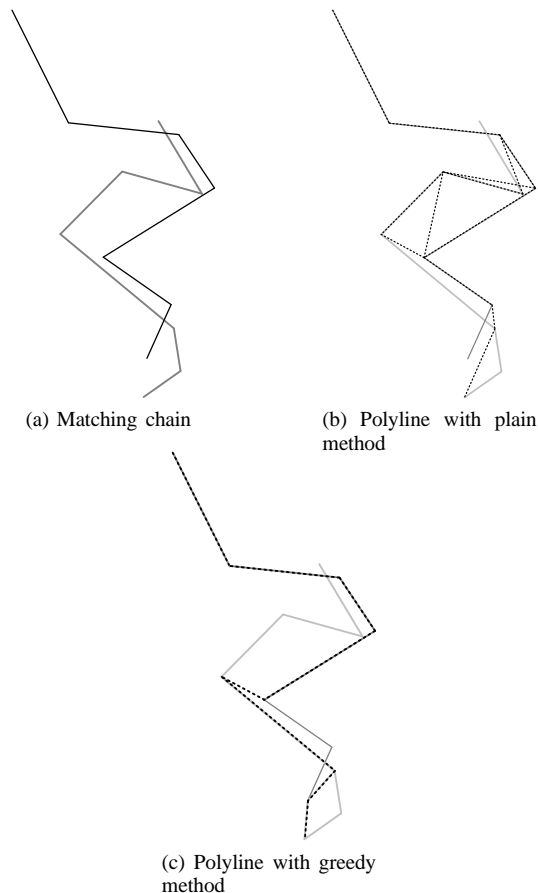 (a) Matching chain
(b) Polyline with plain
method
(c) Polyline with greedy
method